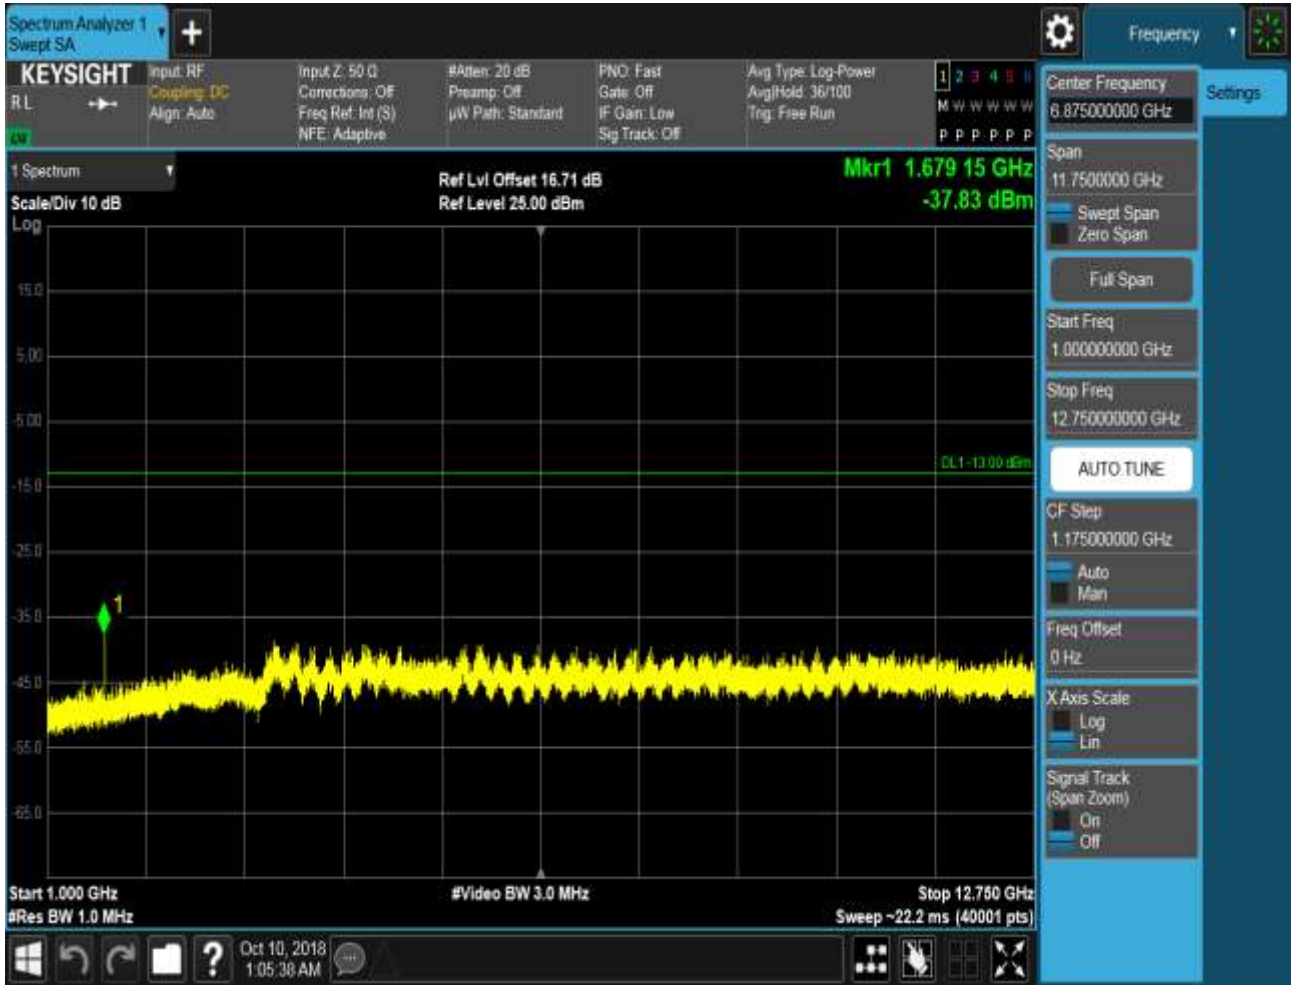 Spectrum Analyzer 1
Swept SA
Frequency
KEYSIGHT
R L
Input: RF
Coupling: DC
Align: Auto
Input Z: 50 Ω
Corrections: Off
Freq Ref: Int (S)
NFE: Adaptive
#Atten: 20 dB
Preamp: Off
µW Path: Standard
PNO: Fast
Gate: Off
IF Gain: Low
Sig Track: Off
Avg Type: Log-Power
Avg|Hold: 36/100
Trig: Free Run
1 2 3 4 5 6
M W W W W W
P P P P P P
1 Spectrum
Scale/Div 10 dB
Log
Ref Lvl Offset 16.71 dB
Ref Level 25.00 dBm
Mkr1 1.679 15 GHz
-37.83 dBm
15.0
5.00
-5.00
-15.0
-25.0
-35.0
-45.0
-55.0
-65.0
DL1 -13.00 dBm
1
Start 1.000 GHz
#Res BW 1.0 MHz
#Video BW 3.0 MHz
Stop 12.750 GHz
Sweep ~22.2 ms (40001 pts)
Center Frequency
6.875000000 GHz
Settings
Span
11.7500000 GHz
Swept Span
Zero Span
Full Span
Start Freq
1.000000000 GHz
Stop Freq
12.750000000 GHz
AUTO TUNE
CF Step
1.175000000 GHz
Auto
Man
Freq Offset
0 Hz
X Axis Scale
Log
Lin
Signal Track
(Span Zoom)
On
Off
?
Oct 10, 2018
1:05:38 AM